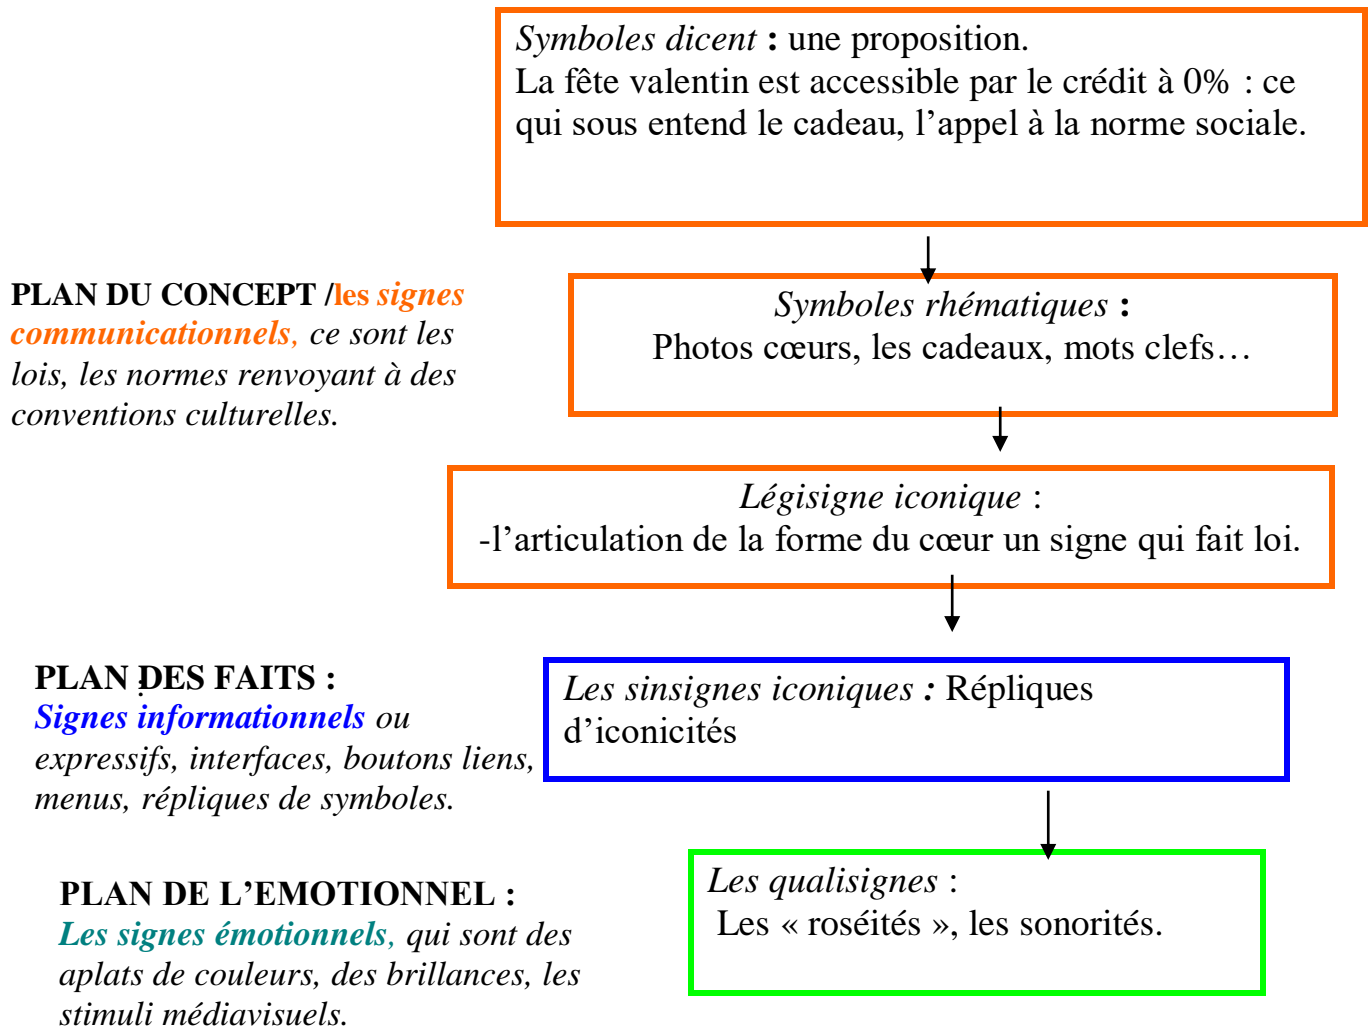 Symboles dicent : une proposition.
La fête valentin est accessible par le crédit à 0% : ce
qui sous entend le cadeau, l’appel à la norme sociale.
PLAN DU CONCEPT /les signes
communicationnels, ce sont les
lois, les normes renvoyant à des
conventions culturelles.
Symboles rhématiques :
Photos cœurs, les cadeaux, mots clefs…
Légisigne iconique :
-l’articulation de la forme du cœur un signe qui fait loi.
PLAN DES FAITS :
:
Signes informationnels ou
expressifs, interfaces, boutons liens,
menus, répliques de symboles.
Les sinsignes iconiques : Répliques
d’iconicités
PLAN DE L’EMOTIONNEL :
Les signes émotionnels, qui sont des
aplats de couleurs, des brillances, les
stimuli médiavisuels.
Les qualisignes :
Les « roséités », les sonorités.